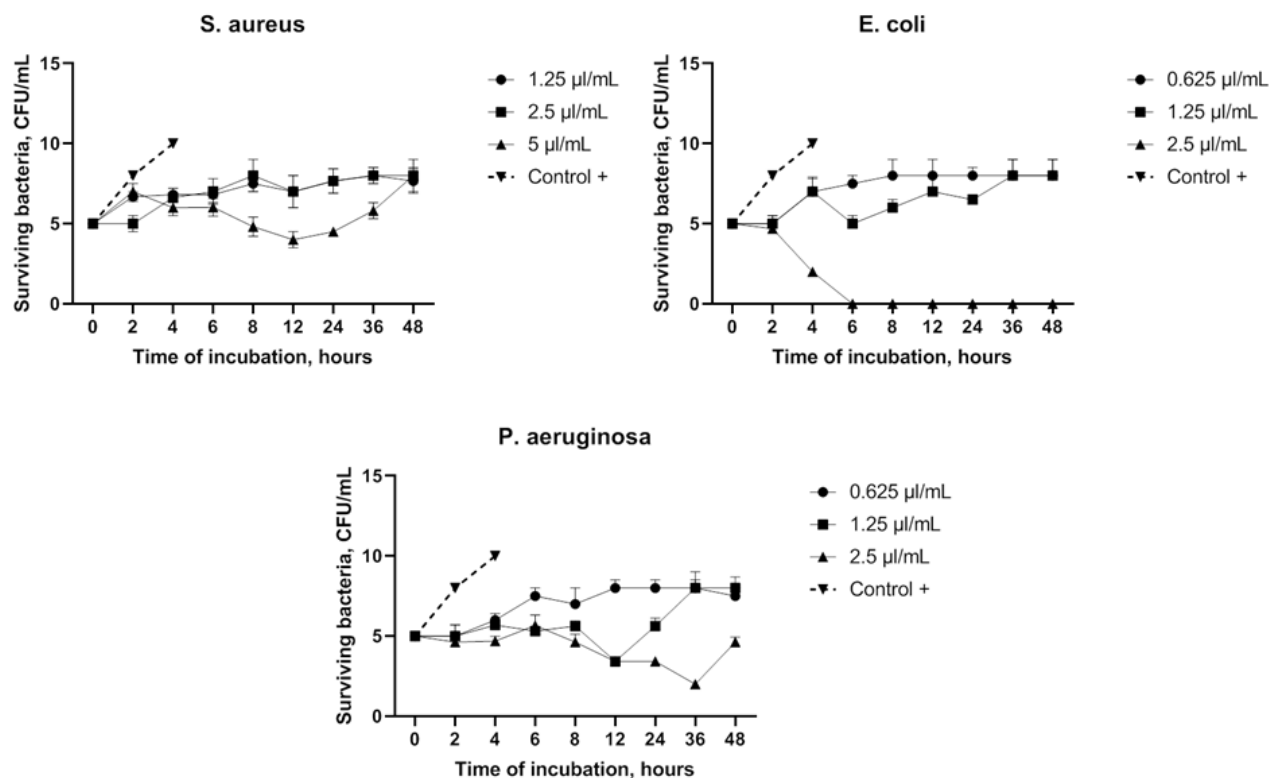 S. aureus
15
10
5
0
Surviving bacteria, CFU/mL
0 2 4 6 8 12 24 36 48
Time of incubation, hours
1.25 µl/mL
2.5 µl/mL
5 µl/mL
Control +
E. coli
15
10
5
0
Surviving bacteria, CFU/mL
0 2 4 6 8 12 24 36 48
Time of incubation, hours
0.625 µl/mL
1.25 µl/mL
2.5 µl/mL
Control +
P. aeruginosa
15
10
5
0
Surviving bacteria, CFU/mL
0 2 4 6 8 12 24 36 48
Time of incubation, hours
0.625 µl/mL
1.25 µl/mL
2.5 µl/mL
Control +